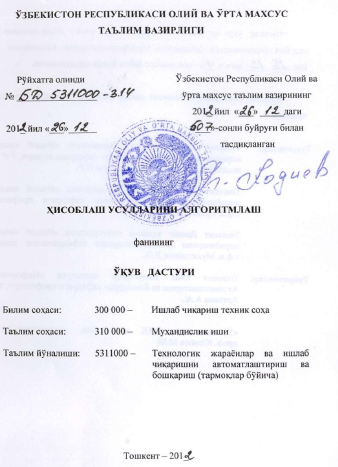 ЎЗБЕКИСТОН РЕСПУБЛИКАСИ ОЛИЙ ВА ЎРТА МАХСУС
ТАЪЛИМ ВАЗИРЛИГИ
Рўйхатга олинди
№ БД 5311000-3.14
2012 йил «26» 12
Ўзбекистон Республикаси Олий ва
ўрта махсус таълим вазирининг
2012 йил «26» 12 даги
507-сонли буйруғи билан
тасдиқланган
ҲИСОБЛАШ УСУЛЛАРИНИ АЛГОРИТМЛАШ
фанининг
ЎҚУВ ДАСТУРИ
Билим соҳаси: 300 000 – Ишлаб чиқариш техник соҳа
Таълим соҳаси: 310 000 – Муҳандислик иши
Таълим йўналиши: 5311000 – Технологик жараёнлар ва ишлаб
чиқаришни автоматлаштириш ва
бошқариш (тармоқлар бўйича)
Тошкент – 2012